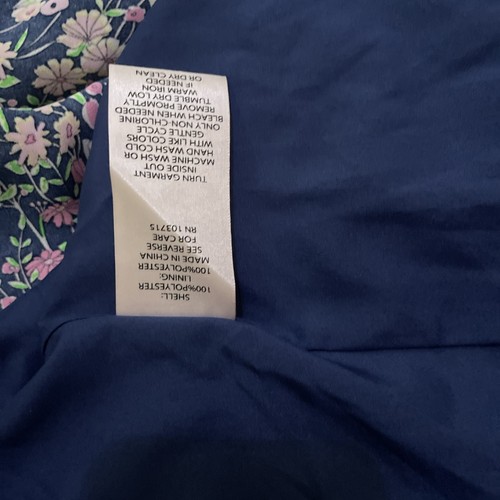 SHELL:
100%POLYESTER
LINING:
100%POLYESTER
MADE IN CHINA
SEE REVERSE
FOR CARE
RN 103715
TURN GARMENT
INSIDE OUT
MACHINE WASH OR
HAND WASH COLD
WITH LIKE COLORS
GENTLE CYCLE
ONLY NON-CHLORINE
BLEACH WHEN NEEDED
TUMBLE DRY LOW
REMOVE PROMPTLY
WARM IRON
IF NEEDED
OR DRY CLEAN